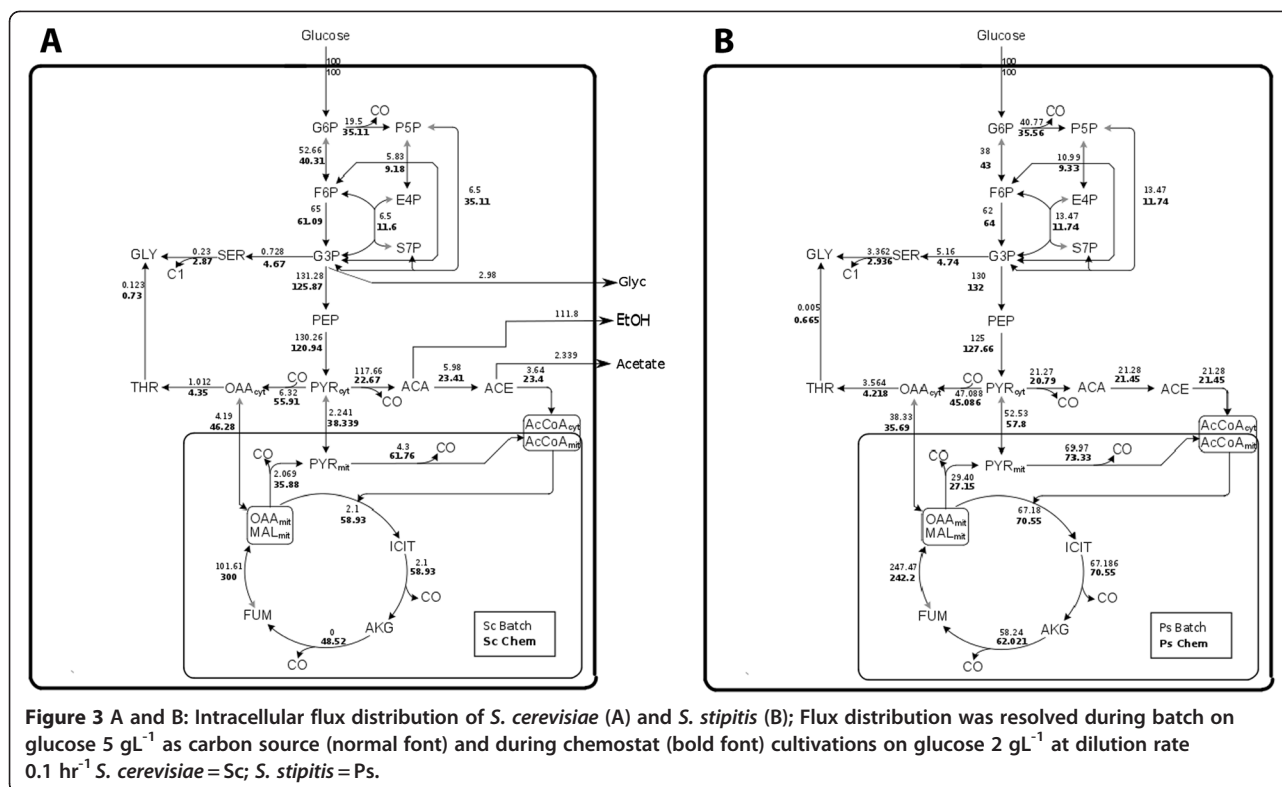 A
Glucose
100
100
G6P
19.5
35.11
CO
P5P
52.66
40.31
5.83
9.18
F6P
E4P
6.5
35.11
65
61.09
6.5
11.6
S7P
GLY
0.23
2.87
C1
SER
0.728
4.67
G3P
2.98
Glyc
0.123
0.73
131.28
125.87
PEP
111.8
EtOH
130.26
120.94
2.339
Acetate
THR
1.012
4.35
OAAcyt
CO
6.32
55.91
PYRcyt
117.66
22.67
CO
ACA
5.98
23.41
ACE
3.64
23.4
4.19
46.28
2.241
38.339
AcCoAcyt
AcCoAmit
CO
2.069
35.88
PYRmit
4.3
61.76
CO
OAAmit
MALmit
2.1
58.93
ICIT
2.1
58.93
CO
101.61
300
FUM
0
48.52
AKG
CO
Sc Batch
Sc Chem
B
Glucose
100
100
G6P
40.77
35.56
CO
P5P
38
43
10.99
9.33
F6P
E4P
13.47
11.74
62
64
13.47
11.74
S7P
GLY
3.362
2.936
C1
SER
5.16
4.74
G3P
0.005
0.665
130
132
PEP
125
127.66
THR
3.564
4.218
OAAcyt
CO
47.088
45.086
PYRcyt
21.27
20.79
CO
ACA
21.28
21.45
ACE
21.28
21.45
38.33
35.69
52.53
57.8
AcCoAcyt
AcCoAmit
CO
29.40
27.15
PYRmit
69.97
73.33
CO
OAAmit
MALmit
67.18
70.55
ICIT
67.186
70.55
CO
247.47
242.2
FUM
58.24
62.021
AKG
CO
Ps Batch
Ps Chem
Figure 3 A and B: Intracellular flux distribution of S. cerevisiae (A) and S. stipitis (B); Flux distribution was resolved during batch on
glucose 5 gL⁻¹ as carbon source (normal font) and during chemostat (bold font) cultivations on glucose 2 gL⁻¹ at dilution rate
0.1 hr⁻¹ S. cerevisiae = Sc; S. stipitis = Ps.